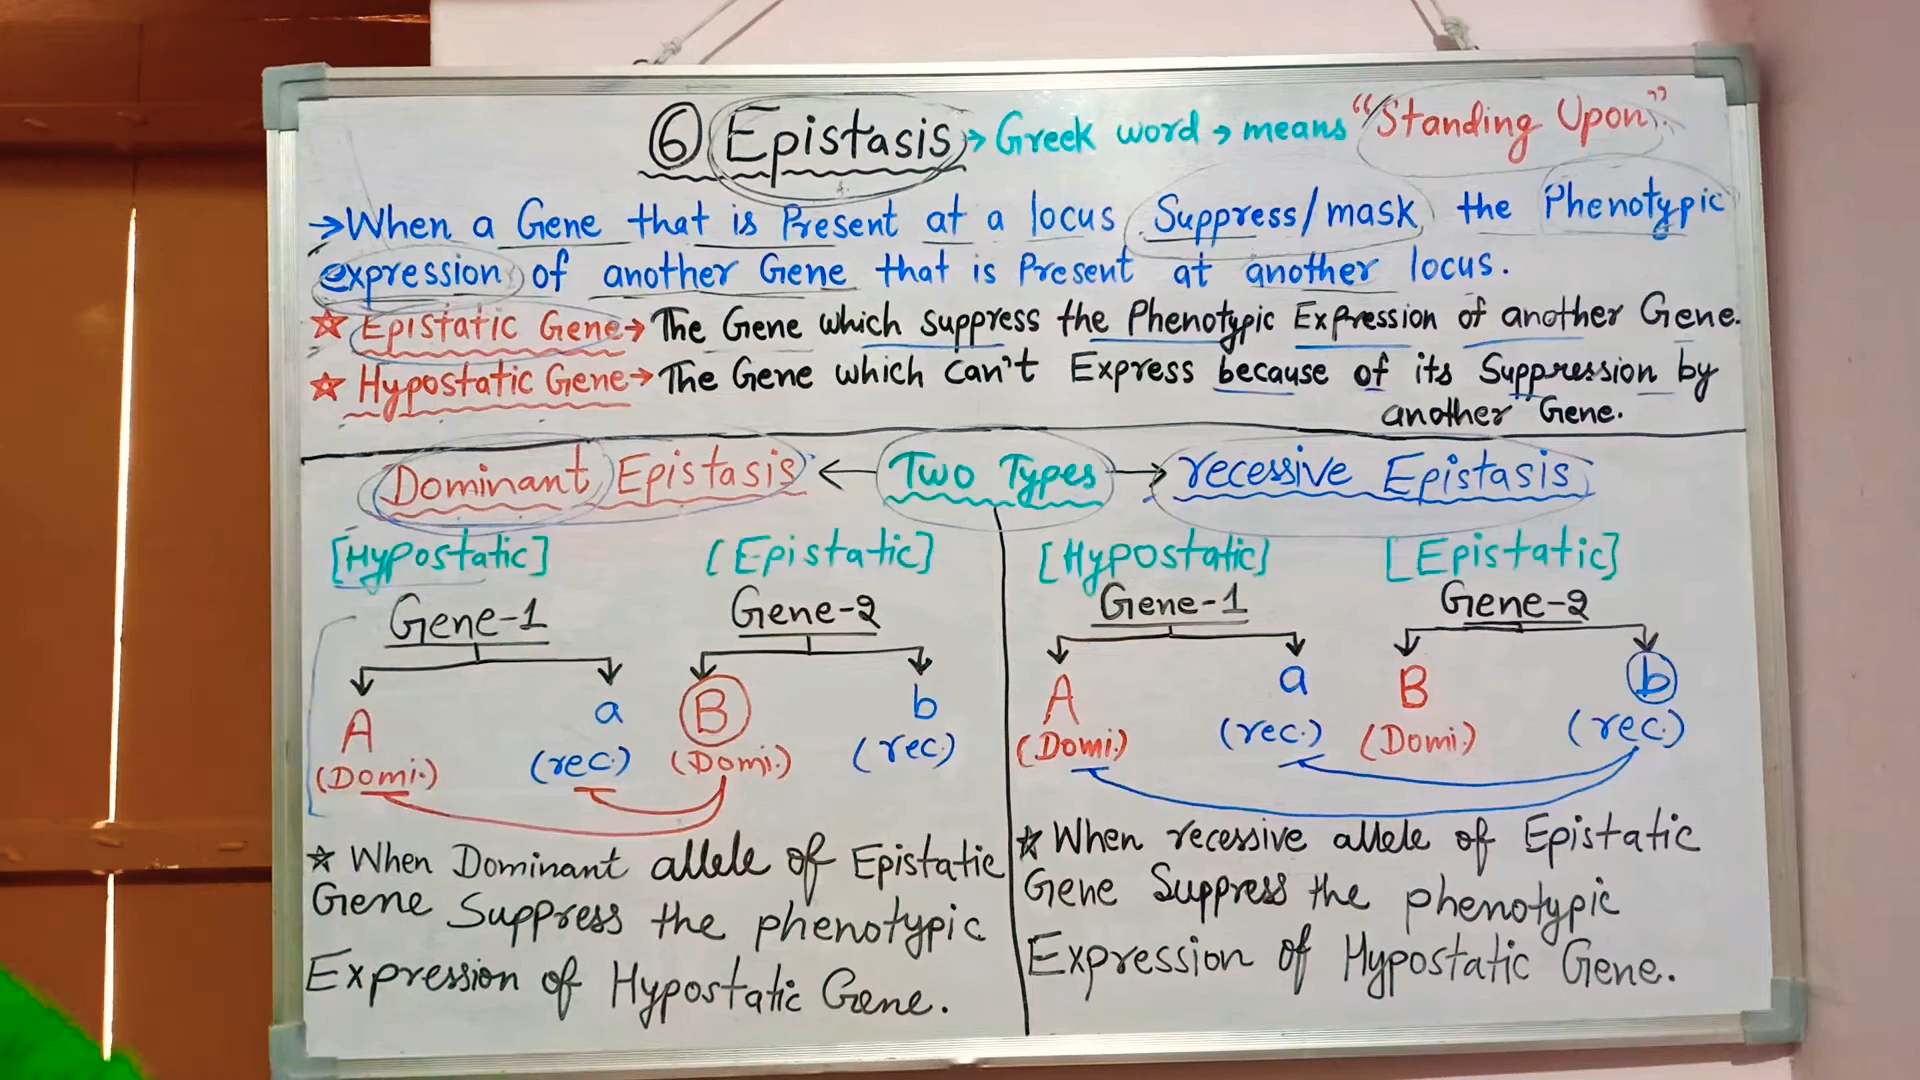 ⑥ Epistasis → Greek word → means "Standing Upon".
→ When a Gene that is Present at a locus Suppress/mask the Phenotypic
expression of another Gene that is Present at another locus.
☆ Epistatic Gene → The Gene which suppress the Phenotypic Expression of another Gene.
☆ Hypostatic Gene → The Gene which can't Express because of its Suppression by
another Gene.
Dominant Epistasis ← Two Types → recessive Epistasis
[Hypostatic] [Epistatic]
Gene-1 Gene-2
A a B b
(Domi.) (rec.) (Domi.) (rec.)
☆ When Dominant allele of Epistatic
Gene Suppress the phenotypic
Expression of Hypostatic Gene.
[Hypostatic] [Epistatic]
Gene-1 Gene-2
A a B b
(Domi.) (rec.) (Domi.) (rec.)
☆ When recessive allele of Epistatic
Gene Suppress the phenotypic
Expression of Hypostatic Gene.